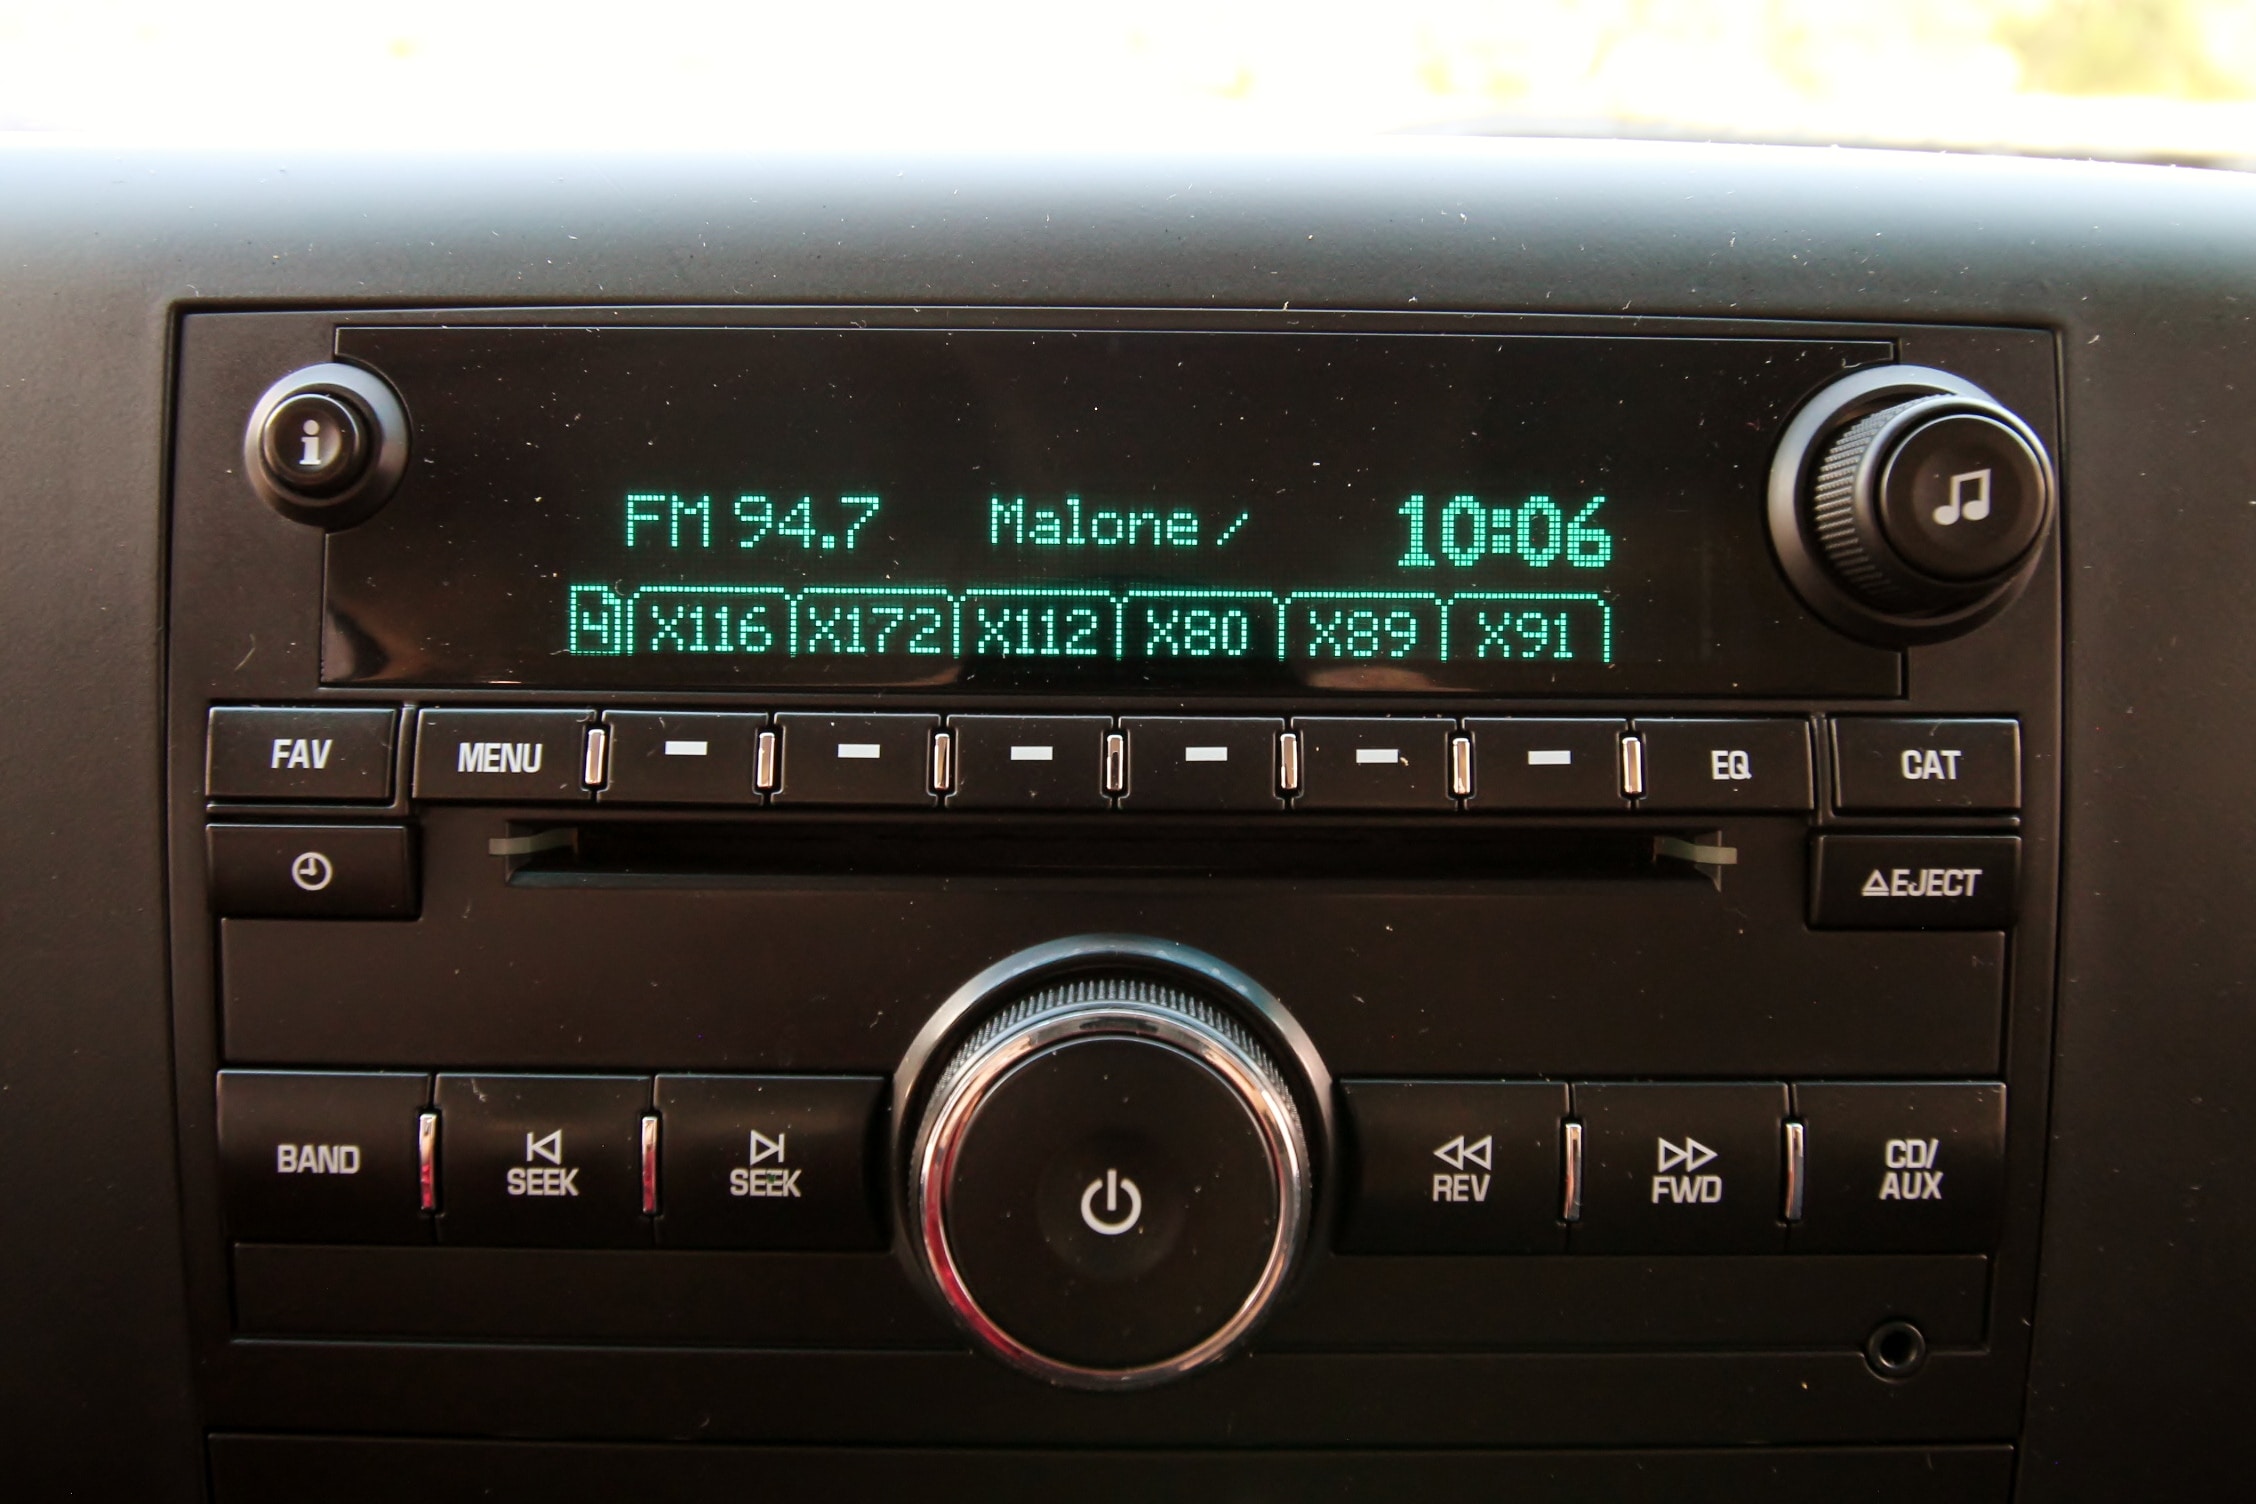 i
FM 94.7 Malone / 10:06
4 X116 X172 X112 X80 X89 X91
FAV MENU EQ CAT
EJECT
BAND SEEK SEEK REV FWD CD/
AUX